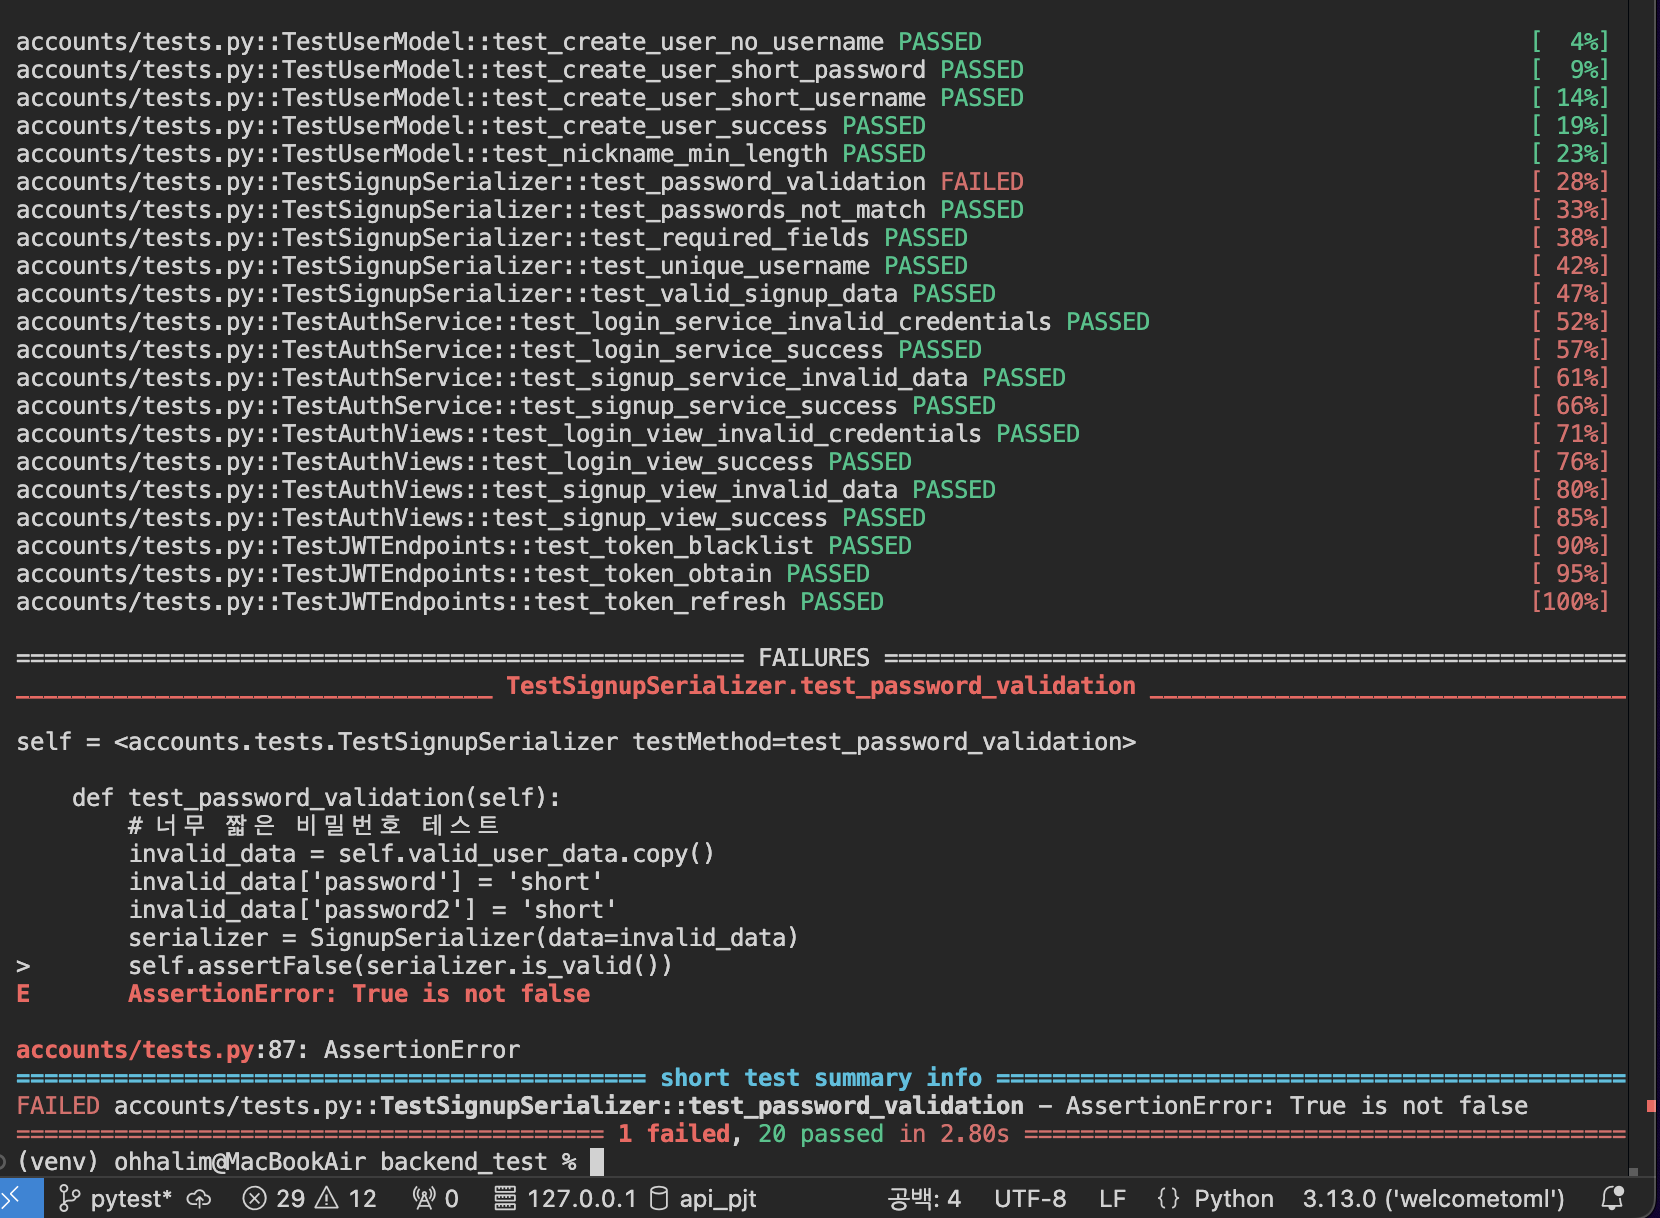 accounts/tests.py::TestUserModel::test_create_user_no_username PASSED [  4%]
accounts/tests.py::TestUserModel::test_create_user_short_password PASSED [  9%]
accounts/tests.py::TestUserModel::test_create_user_short_username PASSED [ 14%]
accounts/tests.py::TestUserModel::test_create_user_success PASSED [ 19%]
accounts/tests.py::TestUserModel::test_nickname_min_length PASSED [ 23%]
accounts/tests.py::TestSignupSerializer::test_password_validation FAILED [ 28%]
accounts/tests.py::TestSignupSerializer::test_passwords_not_match PASSED [ 33%]
accounts/tests.py::TestSignupSerializer::test_required_fields PASSED [ 38%]
accounts/tests.py::TestSignupSerializer::test_unique_username PASSED [ 42%]
accounts/tests.py::TestSignupSerializer::test_valid_signup_data PASSED [ 47%]
accounts/tests.py::TestAuthService::test_login_service_invalid_credentials PASSED [ 52%]
accounts/tests.py::TestAuthService::test_login_service_success PASSED [ 57%]
accounts/tests.py::TestAuthService::test_signup_service_invalid_data PASSED [ 61%]
accounts/tests.py::TestAuthService::test_signup_service_success PASSED [ 66%]
accounts/tests.py::TestAuthViews::test_login_view_invalid_credentials PASSED [ 71%]
accounts/tests.py::TestAuthViews::test_login_view_success PASSED [ 76%]
accounts/tests.py::TestAuthViews::test_signup_view_invalid_data PASSED [ 80%]
accounts/tests.py::TestAuthViews::test_signup_view_success PASSED [ 85%]
accounts/tests.py::TestJWTEndpoints::test_token_blacklist PASSED [ 90%]
accounts/tests.py::TestJWTEndpoints::test_token_obtain PASSED [ 95%]
accounts/tests.py::TestJWTEndpoints::test_token_refresh PASSED [100%]
==================================================== FAILURES =====================================================
__________________________________ TestSignupSerializer.test_password_validation __________________________________
self = <accounts.tests.TestSignupSerializer testMethod=test_password_validation>
    def test_password_validation(self):
        # 너무 짧은 비밀번호 테스트
        invalid_data = self.valid_user_data.copy()
        invalid_data['password'] = 'short'
        invalid_data['password2'] = 'short'
        serializer = SignupSerializer(data=invalid_data)
>       self.assertFalse(serializer.is_valid())
E       AssertionError: True is not false
accounts/tests.py:87: AssertionError
============================================= short test summary info =============================================
FAILED accounts/tests.py::TestSignupSerializer::test_password_validation - AssertionError: True is not false
========================================== 1 failed, 20 passed in 2.80s ===========================================
(venv) ohhalim@MacBookAir backend_test %
pytest* 29 12 0 127.0.0.1 api_pjt 공백: 4 UTF-8 LF {} Python 3.13.0 ('welcometoml')